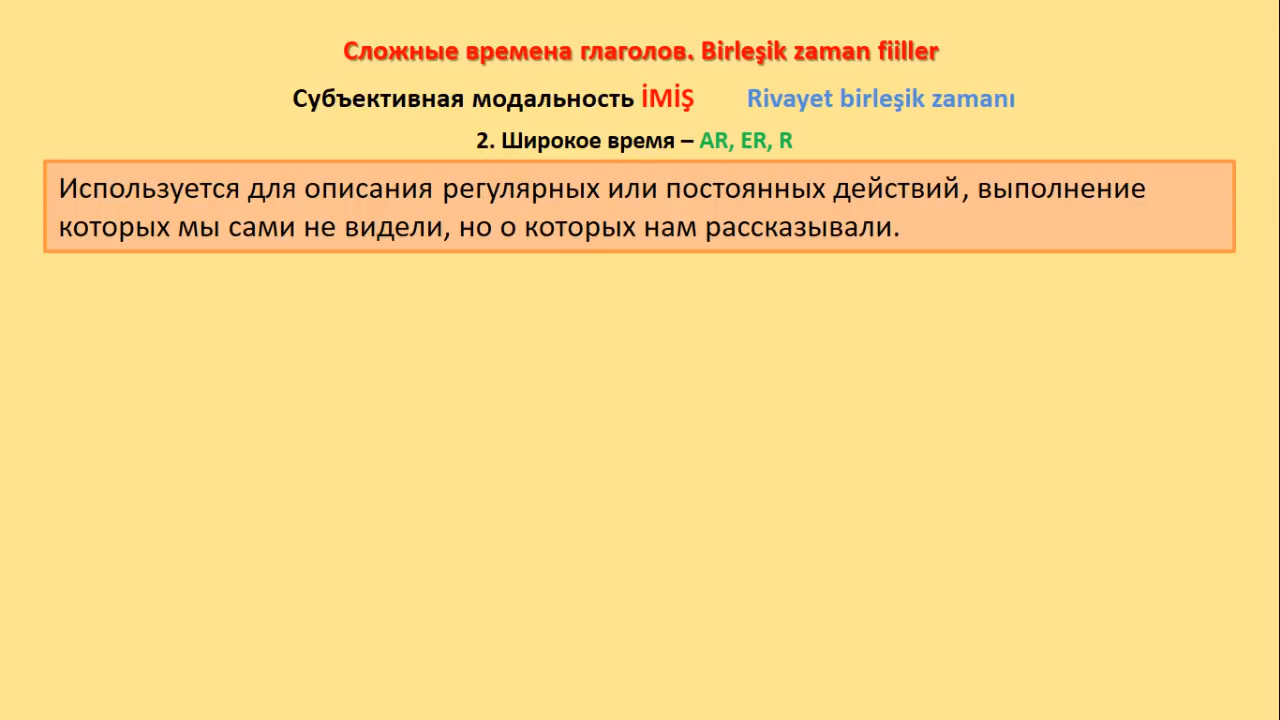 Сложные времена глаголов. Birleşik zaman fiiller
Субъективная модальность İMİŞ Rivayet birleşik zamanı
2. Широкое время – AR, ER, R
Используется для описания регулярных или постоянных действий, выполнение
которых мы сами не видели, но о которых нам рассказывали.